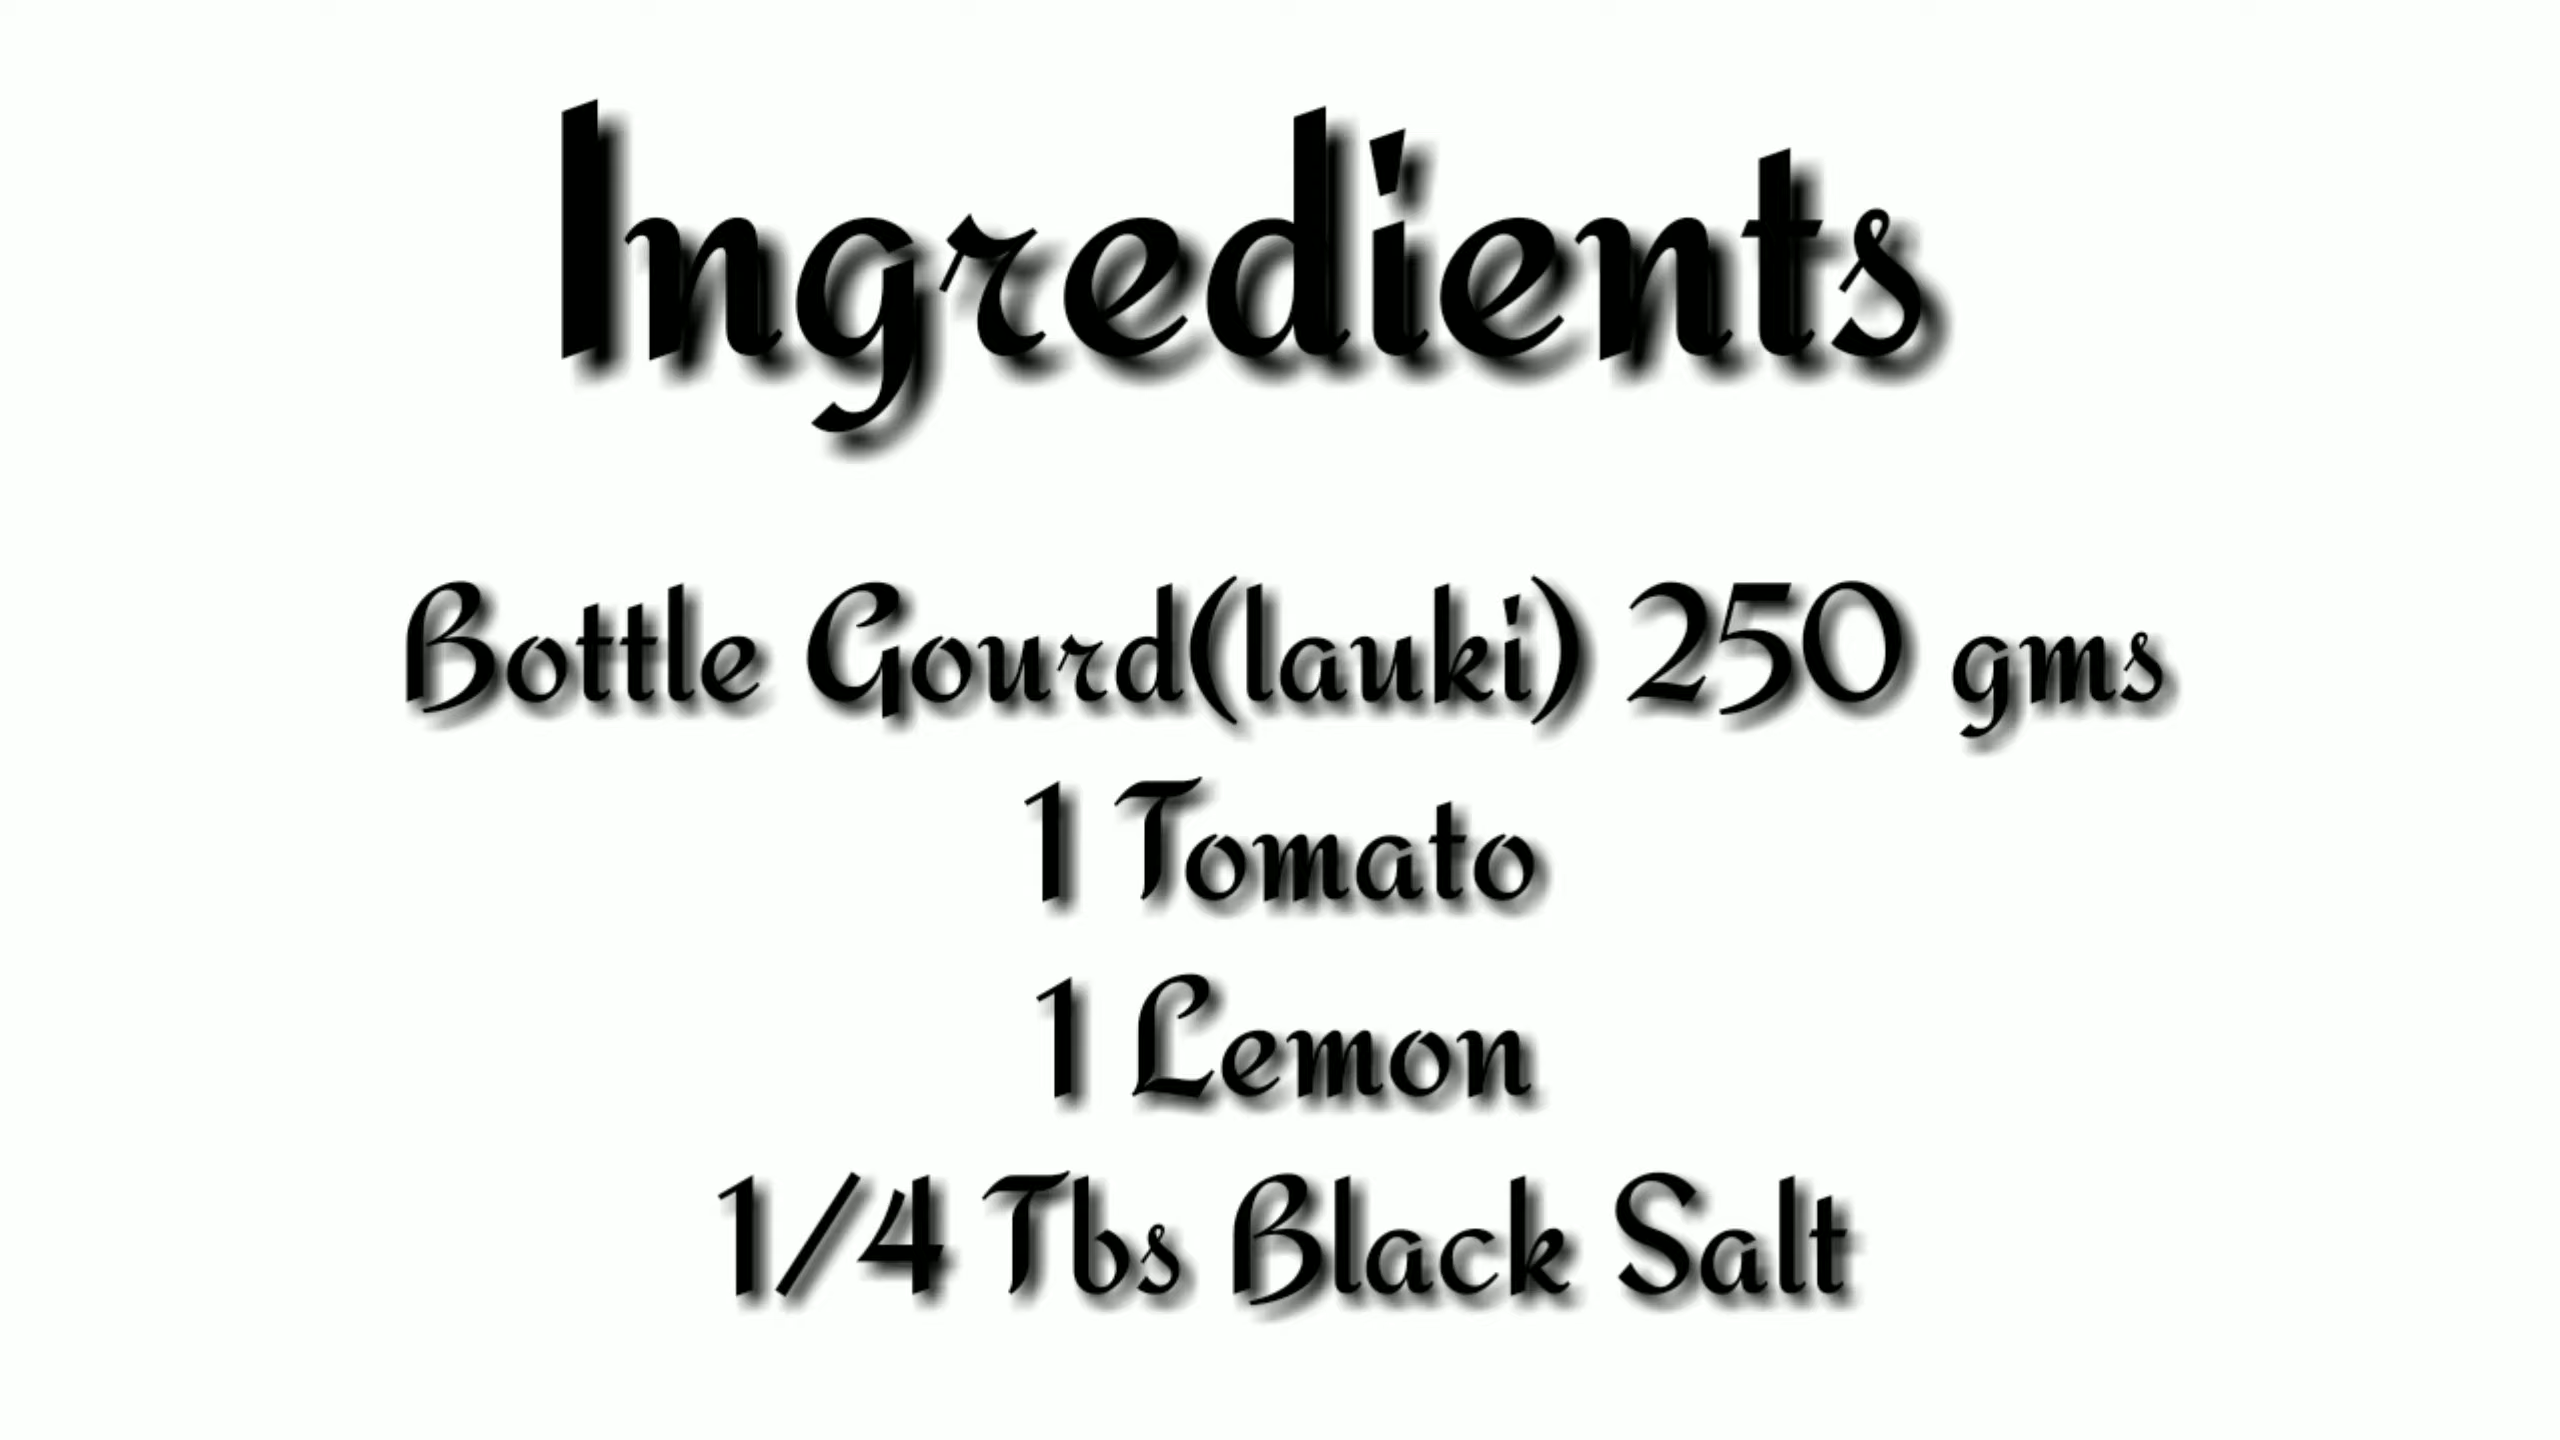 Ingredients
Bottle Gourd(lauki) 250 gms
1 Tomato
1 Lemon
1/4 Tbs Black Salt